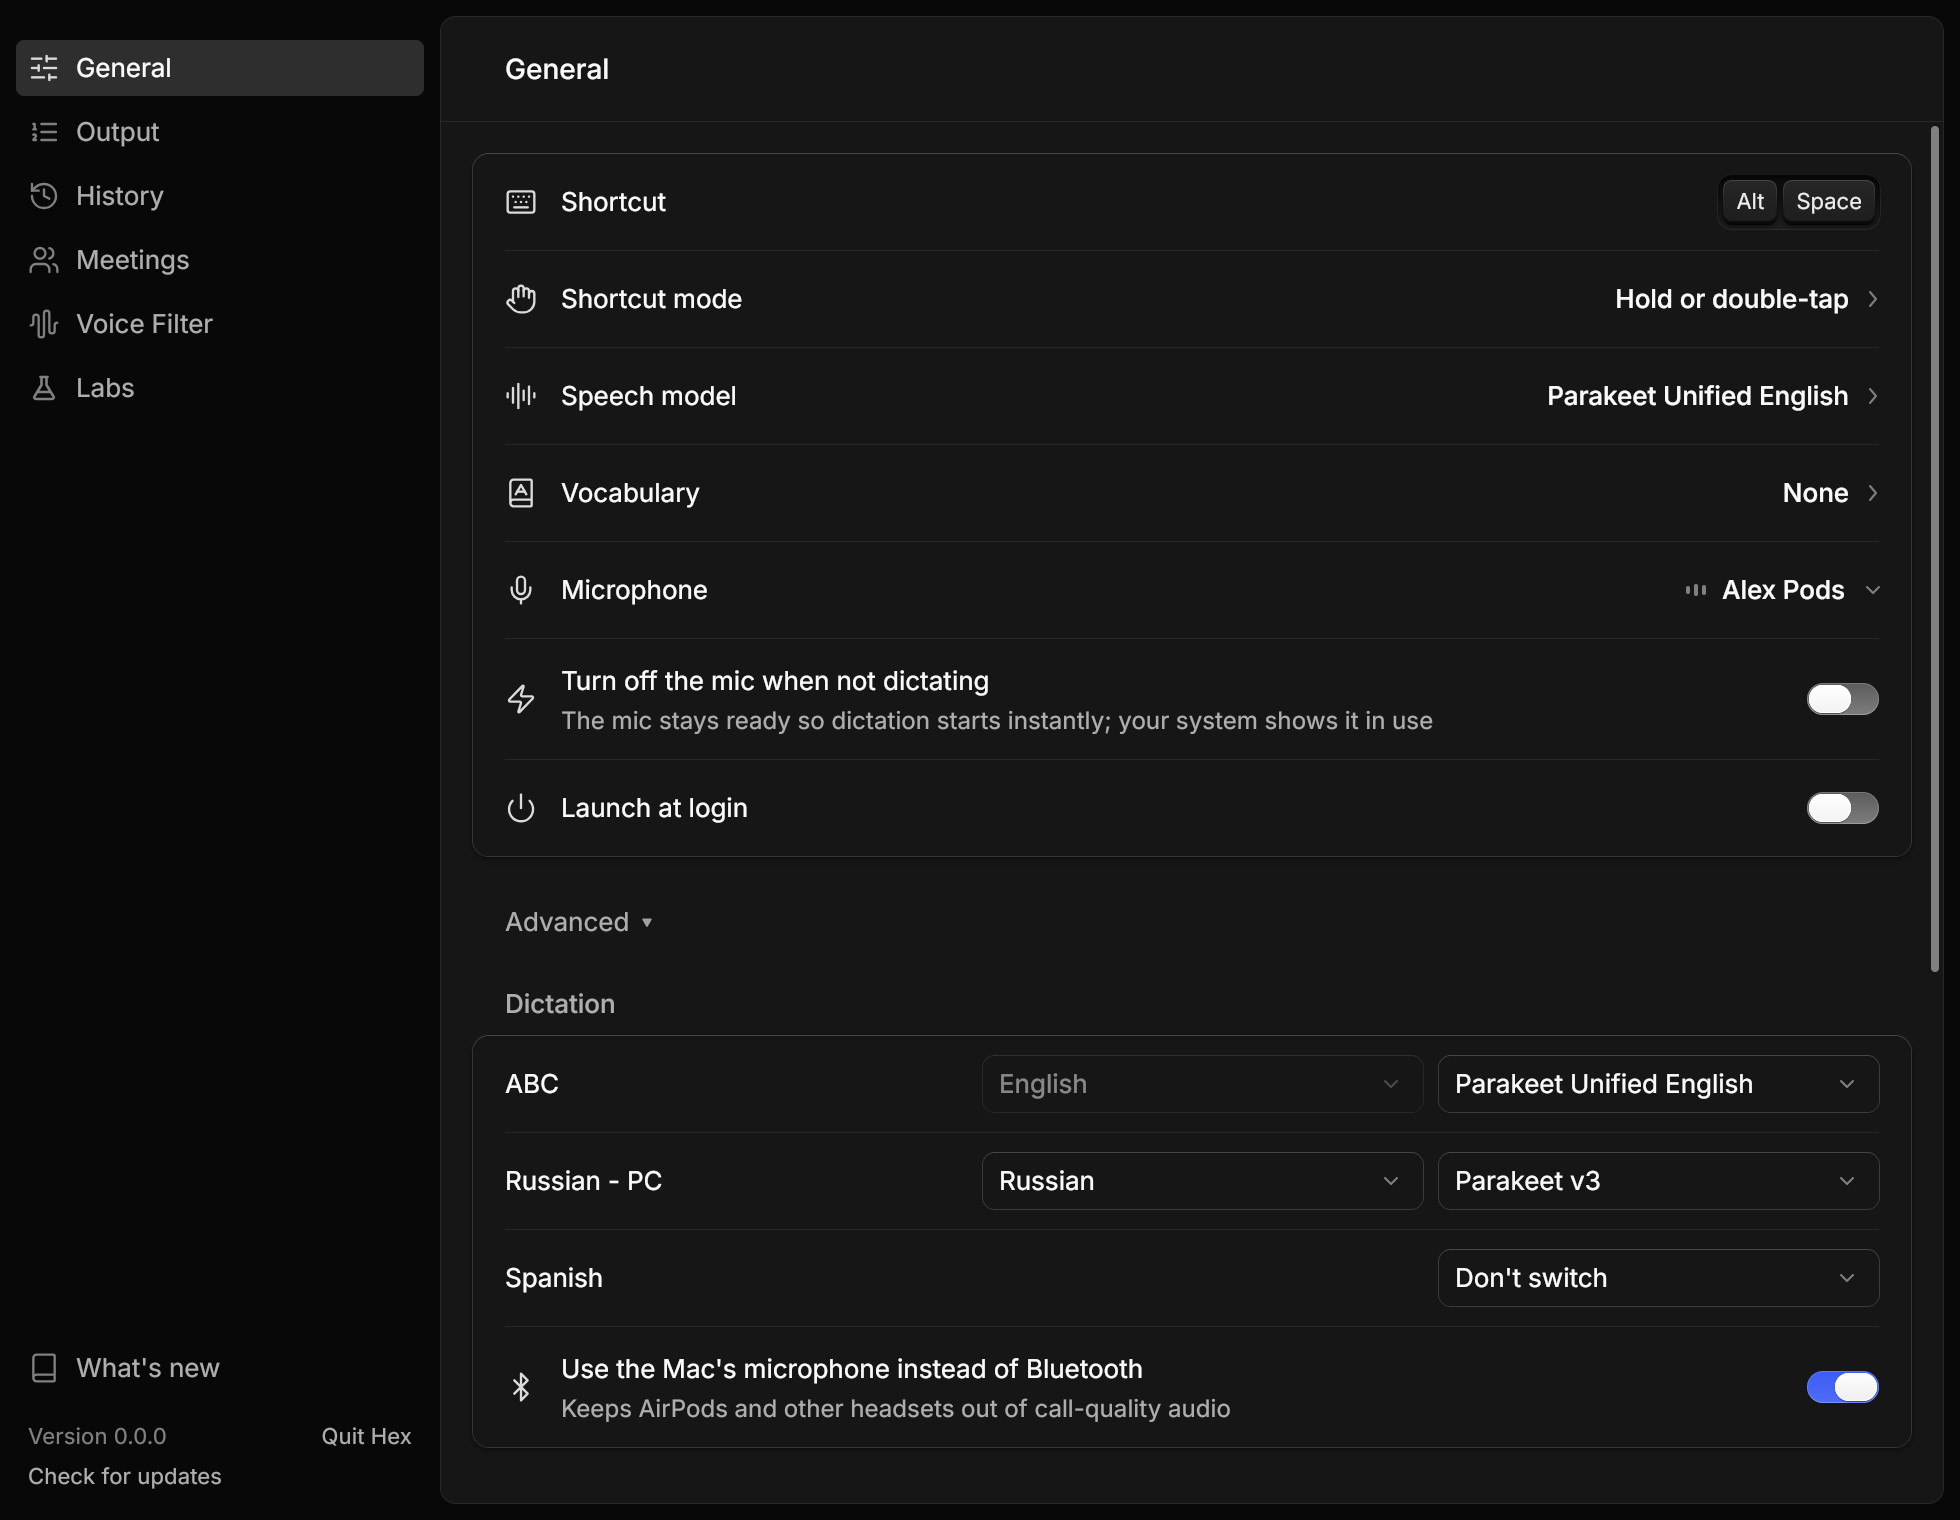 General
Output
History
Meetings
Voice Filter
Labs
What's new
Version 0.0.0
Quit Hex
Check for updates
General
Shortcut
Alt Space
Shortcut mode
Hold or double-tap
Speech model
Parakeet Unified English
Vocabulary
None
Microphone
Alex Pods
Turn off the mic when not dictating
The mic stays ready so dictation starts instantly; your system shows it in use
Launch at login
Advanced
Dictation
ABC
English
Parakeet Unified English
Russian - PC
Russian
Parakeet v3
Spanish
Don't switch
Use the Mac's microphone instead of Bluetooth
Keeps AirPods and other headsets out of call-quality audio